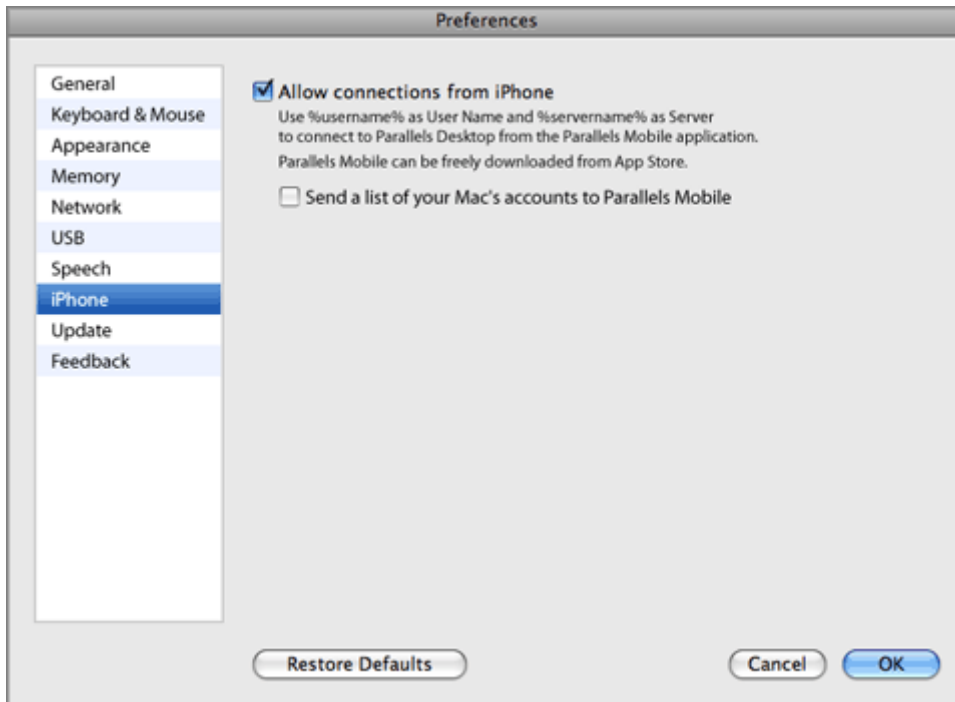 Preferences
General
Keyboard & Mouse
Appearance
Memory
Network
USB
Speech
iPhone
Update
Feedback
Allow connections from iPhone
Use %username% as User Name and %servername% as Server
to connect to Parallels Desktop from the Parallels Mobile application.
Parallels Mobile can be freely downloaded from App Store.
Send a list of your Mac's accounts to Parallels Mobile
Restore Defaults
Cancel
OK